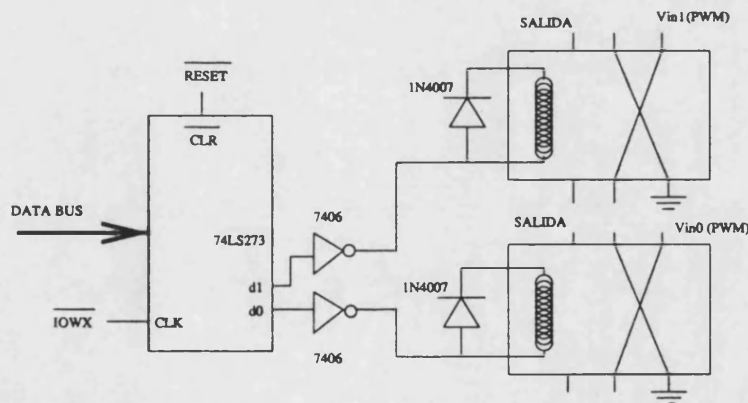 SALIDA
Vin1(PWM)
RESET
1N4007
CLR
DATA BUS
7406
74LS273
SALIDA
Vin0 (PWM)
d1
1N4007
d0
IOWX
CLK
7406